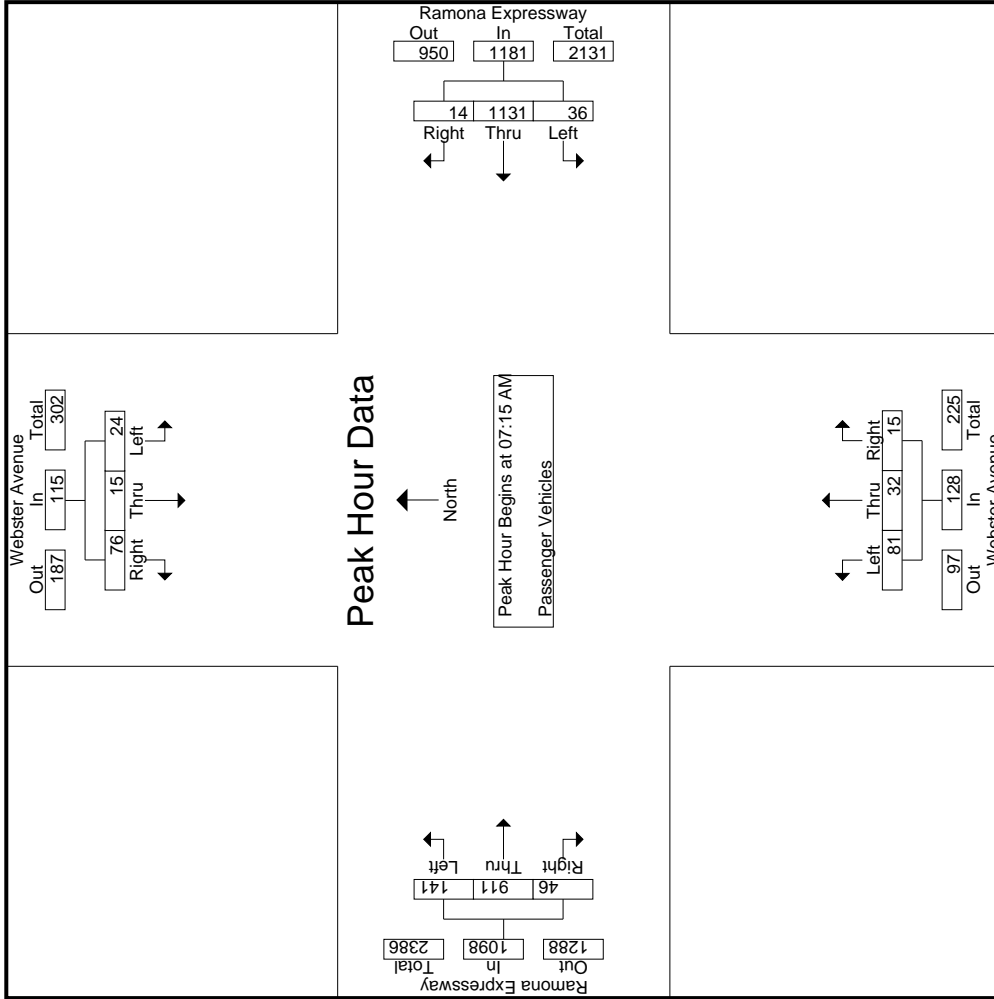 Ramona Expressway
Out In Total
950 1181 2131
14 1131 36
Right Thru Left
Webster Avenue
Out In Total
187 115 302
76 15 24
Right Thru Left
Peak Hour Data
North
Peak Hour Begins at 07:15 AM
Passenger Vehicles
Left Thru Right
81 32 15
97 128 225
Out In Total
Webster Avenue
Left Thru Right
141 911 46
2386 1098 1288
Total In Out
Ramona Expressway